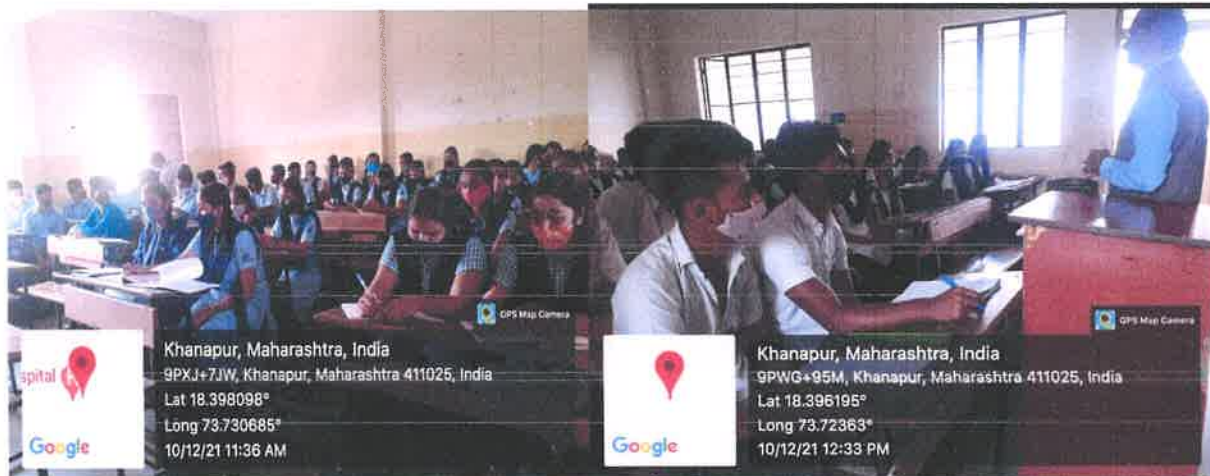 GPS Map Camera
spital
Google
Khanapur, Maharashtra, India
9PXJ+7JW, Khanapur, Maharashtra 411025, India
Lat 18.398098°
Long 73.730685°
10/12/21 11:36 AM
GPS Map Camera
Google
Khanapur, Maharashtra, India
9PWG+95M, Khanapur, Maharashtra 411025, India
Lat 18.396195°
Long 73.72363°
10/12/21 12:33 PM